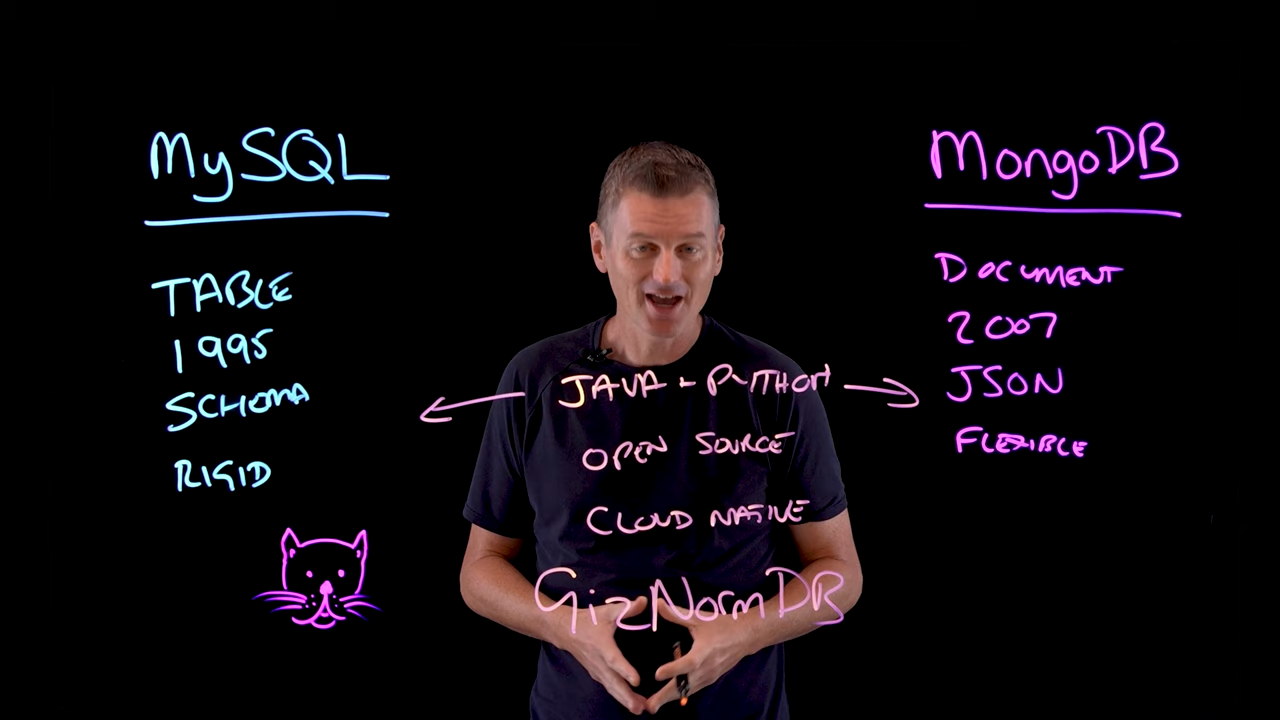 MySQL
TABLE
1995
SCHEMA
RIGID
JAVA + PYTHON
OPEN SOURCE
CLOUD NATIVE
GizNormDB
MongoDB
DOCUMENT
2007
JSON
FLEXIBLE